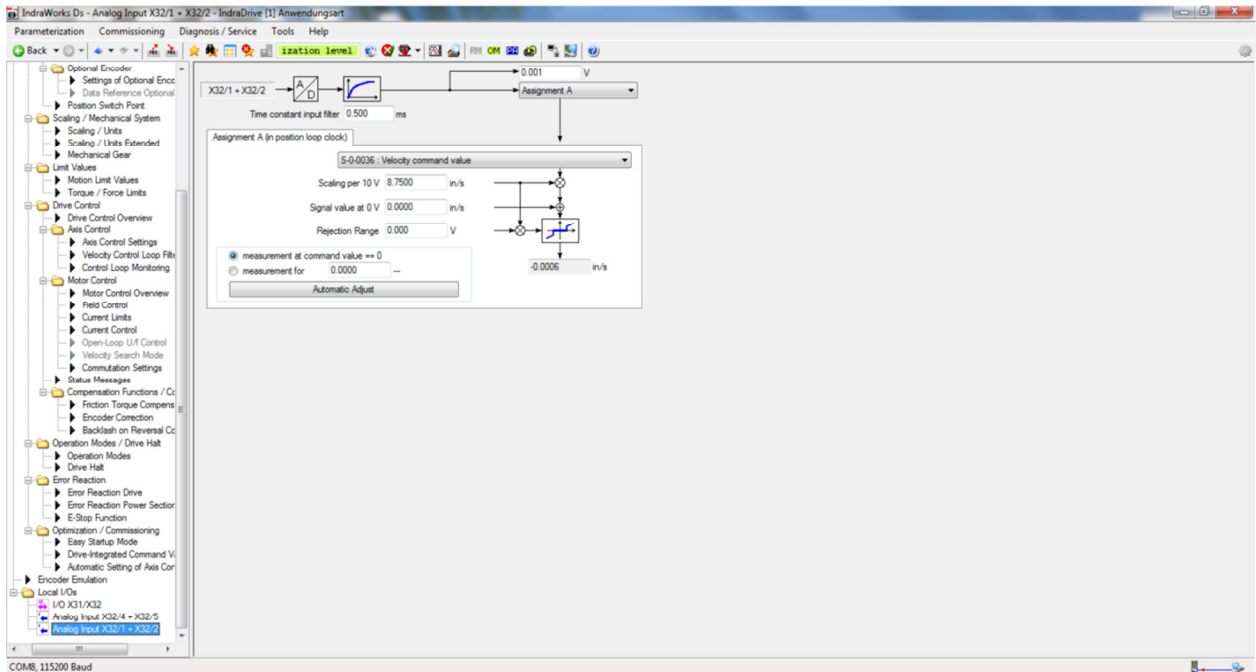 IndraWorks Ds - Analog Input X32/1 + X32/2 - IndraDrive [1] Anwendungsart
Parameterization Commissioning Diagnosis / Service Tools Help
Back ization level PM OM
Optional Encoder
Settings of Optional Enco
Data Reference Optional
Position Switch Point
Scaling / Mechanical System
Scaling / Units
Scaling / Units Extended
Mechanical Gear
Limit Values
Motion Limit Values
Torque / Force Limits
Drive Control
Drive Control Overview
Axis Control
Axis Control Settings
Velocity Control Loop Filte
Control Loop Monitoring
Motor Control
Motor Control Overview
Field Control
Current Limits
Current Control
Open-Loop U/f Control
Velocity Search Mode
Commutation Settings
Status Messages
Compensation Functions / Co
Friction Torque Compens
Encoder Correction
Backlash on Reversal Co
Operation Modes / Drive Halt
Operation Modes
Drive Halt
Error Reaction
Error Reaction Drive
Error Reaction Power Section
E-Stop Function
Optimization / Commissioning
Easy Startup Mode
Drive-Integrated Command V
Automatic Setting of Axis Con
Encoder Emulation
Local I/Os
I/O X31/X32
Analog Input X32/4 + X32/5
Analog Input X32/1 + X32/2
0.001 V
X32/1 + X32/2 A D Assignment A
Time constant input filter 0.500 ms
Assignment A (in position loop clock)
S-0-0036 : Velocity command value
Scaling per 10 V 8.7500 in/s
Signal value at 0 V 0.0000 in/s
Rejection Range 0.000 V
measurement at command value == 0
measurement for 0.0000 --
-0.0006 in/s
Automatic Adjust
COM8, 115200 Baud